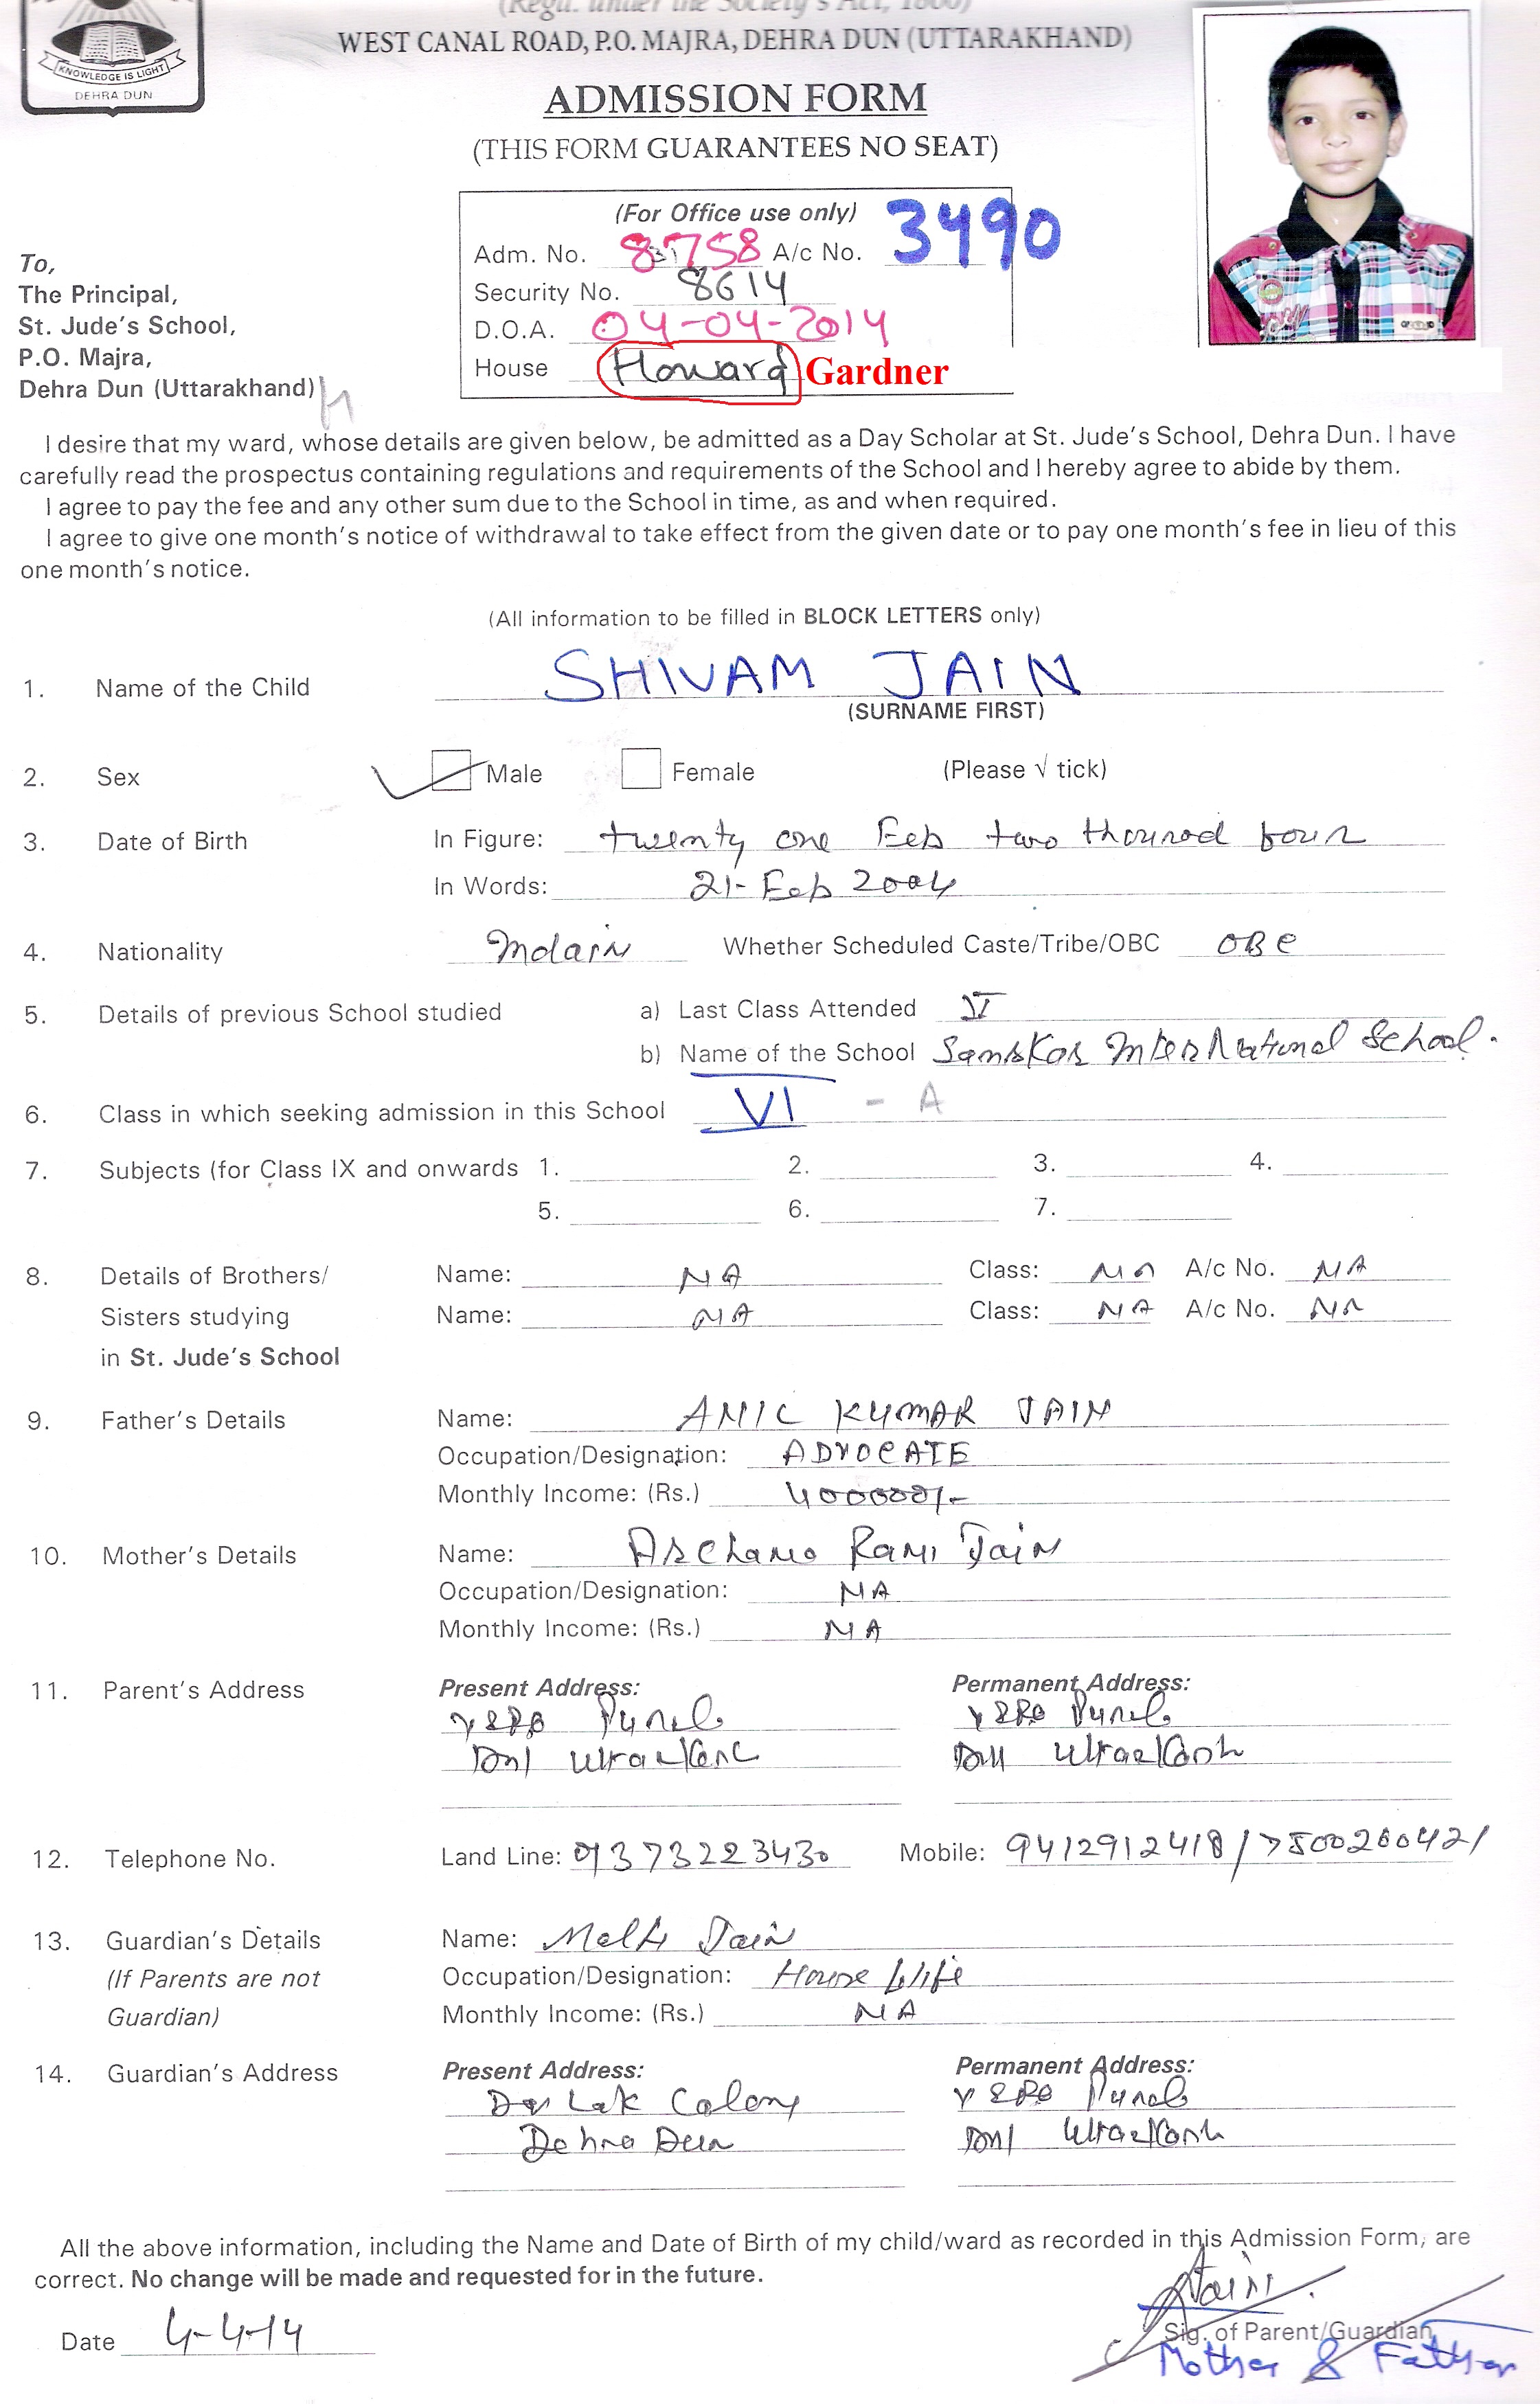 (Regd. under the Society's Act, 1860)
WEST CANAL ROAD, P.O. MAJRA, DEHRA DUN (UTTARAKHAND)
KNOWLEDGE IS LIGHT
DEHRA DUN
ADMISSION FORM
(THIS FORM GUARANTEES NO SEAT)
(For Office use only)
Adm. No. 8758 A/c No. 3490
Security No. 8614
D.O.A. 04-04-2014
House Howard Gardner
To,
The Principal,
St. Jude's School,
P.O. Majra,
Dehra Dun (Uttarakhand)
I desire that my ward, whose details are given below, be admitted as a Day Scholar at St. Jude's School, Dehra Dun. I have
carefully read the prospectus containing regulations and requirements of the School and I hereby agree to abide by them.
I agree to pay the fee and any other sum due to the School in time, as and when required.
I agree to give one month's notice of withdrawal to take effect from the given date or to pay one month's fee in lieu of this
one month's notice.
(All information to be filled in BLOCK LETTERS only)
1. Name of the Child SHIVAM JAIN
(SURNAME FIRST)
2. Sex Male Female (Please √ tick)
3. Date of Birth In Figure: twenty one Feb two thousad four
In Words: 21-Feb 2004
4. Nationality Indain Whether Scheduled Caste/Tribe/OBC OBC
5. Details of previous School studied a) Last Class Attended V
b) Name of the School Sanskar International School.
6. Class in which seeking admission in this School VI - A
7. Subjects (for Class IX and onwards 1. 2. 3. 4.
5. 6. 7.
8. Details of Brothers/ Name: NA Class: NA A/c No. NA
Sisters studying Name: NA Class: NA A/c No. NA
in St. Jude's School
9. Father's Details Name: ANIL KUMAR JAIN
Occupation/Designation: ADVOCATE
Monthly Income: (Rs.)
10. Mother's Details Name: Archana Rani Jain
Occupation/Designation: NA
Monthly Income: (Rs.) NA
11. Parent's Address Present Address: Permanent Address:
12. Telephone No. Land Line: 01373223430 Mobile: 9412912418/7500200421
13. Guardian's Details Name: Jain
(If Parents are not Occupation/Designation: House Wife
Guardian) Monthly Income: (Rs.) NA
14. Guardian's Address Present Address: Permanent Address:
Colony
Dehra Dun
All the above information, including the Name and Date of Birth of my child/ward as recorded in this Admission Form, are
correct. No change will be made and requested for in the future.
Date 4-4-14
Sig. of Parent/Guardian
Mother & Father